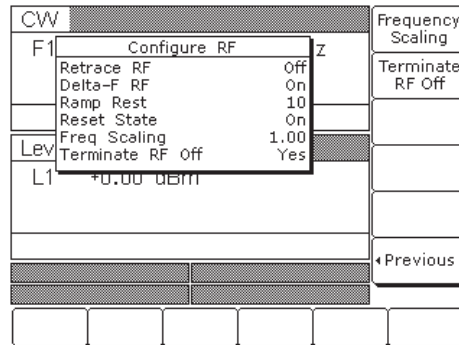 CW
F1
z
Configure RF
Retrace RF Off
Delta-F RF On
Ramp Rest 10
Reset State On
Freq Scaling 1.00
Terminate RF Off Yes
Lev
L1 +0.00 dBm
Frequency
Scaling
Terminate
RF Off
Previous